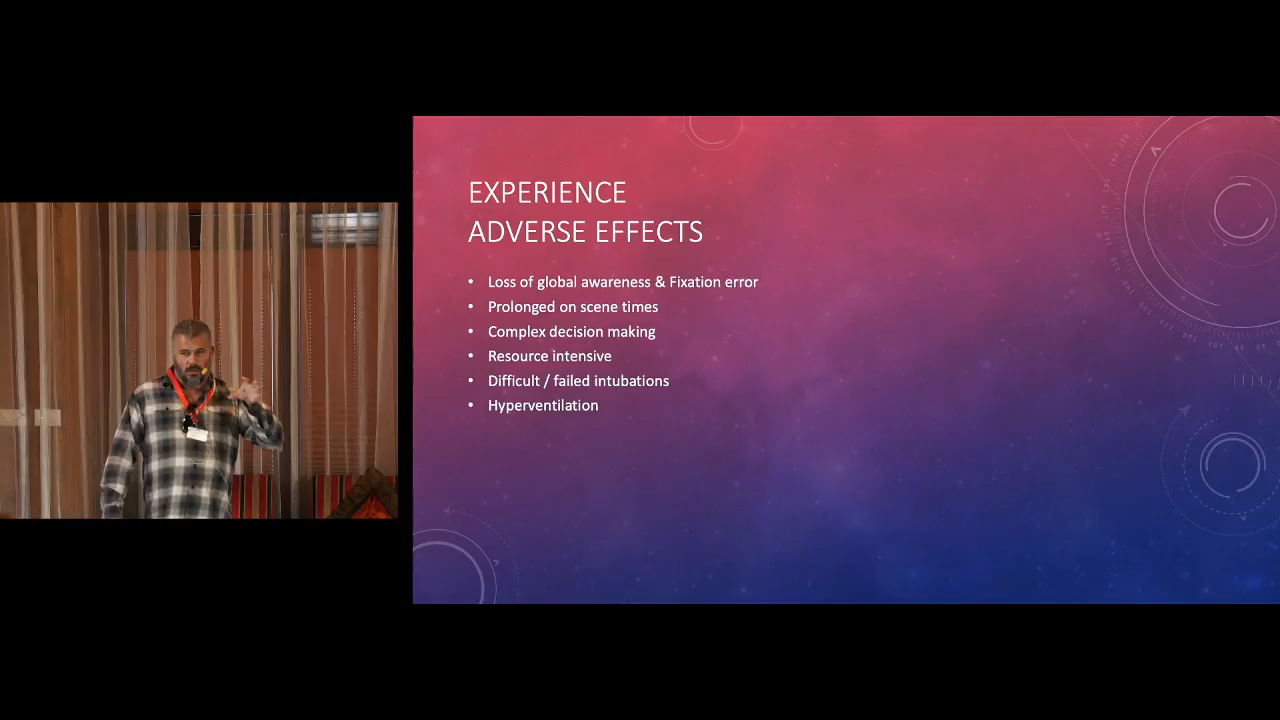 EXPERIENCE
ADVERSE EFFECTS
• Loss of global awareness & Fixation error
• Prolonged on scene times
• Complex decision making
• Resource intensive
• Difficult / failed intubations
• Hyperventilation